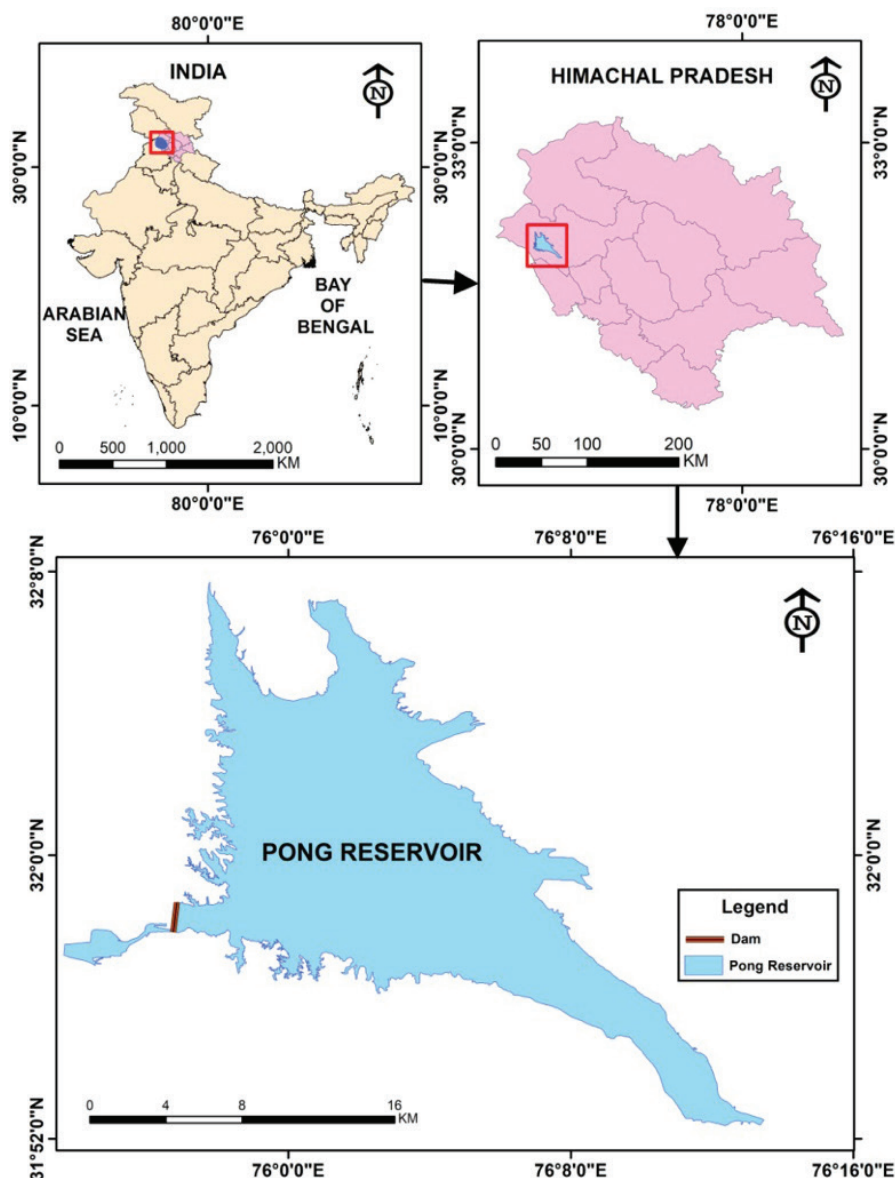 80°0'0"E
INDIA
N
30°0'0"N
30°0'0"N
ARABIAN
SEA
BAY
OF
BENGAL
10°0'0"N
10°0'0"N
0 500 1,000 2,000
KM
80°0'0"E
78°0'0"E
HIMACHAL PRADESH
N
33°0'0"N
33°0'0"N
30°0'0"N
30°0'0"N
0 50 100 200
KM
78°0'0"E
76°0'0"E 76°8'0"E 76°16'0"E
32°8'0"N
N
32°0'0"N
32°0'0"N
PONG RESERVOIR
Legend
Dam
Pong Reservoir
0 4 8 16
KM
31°52'0"N
76°0'0"E 76°8'0"E 76°16'0"E